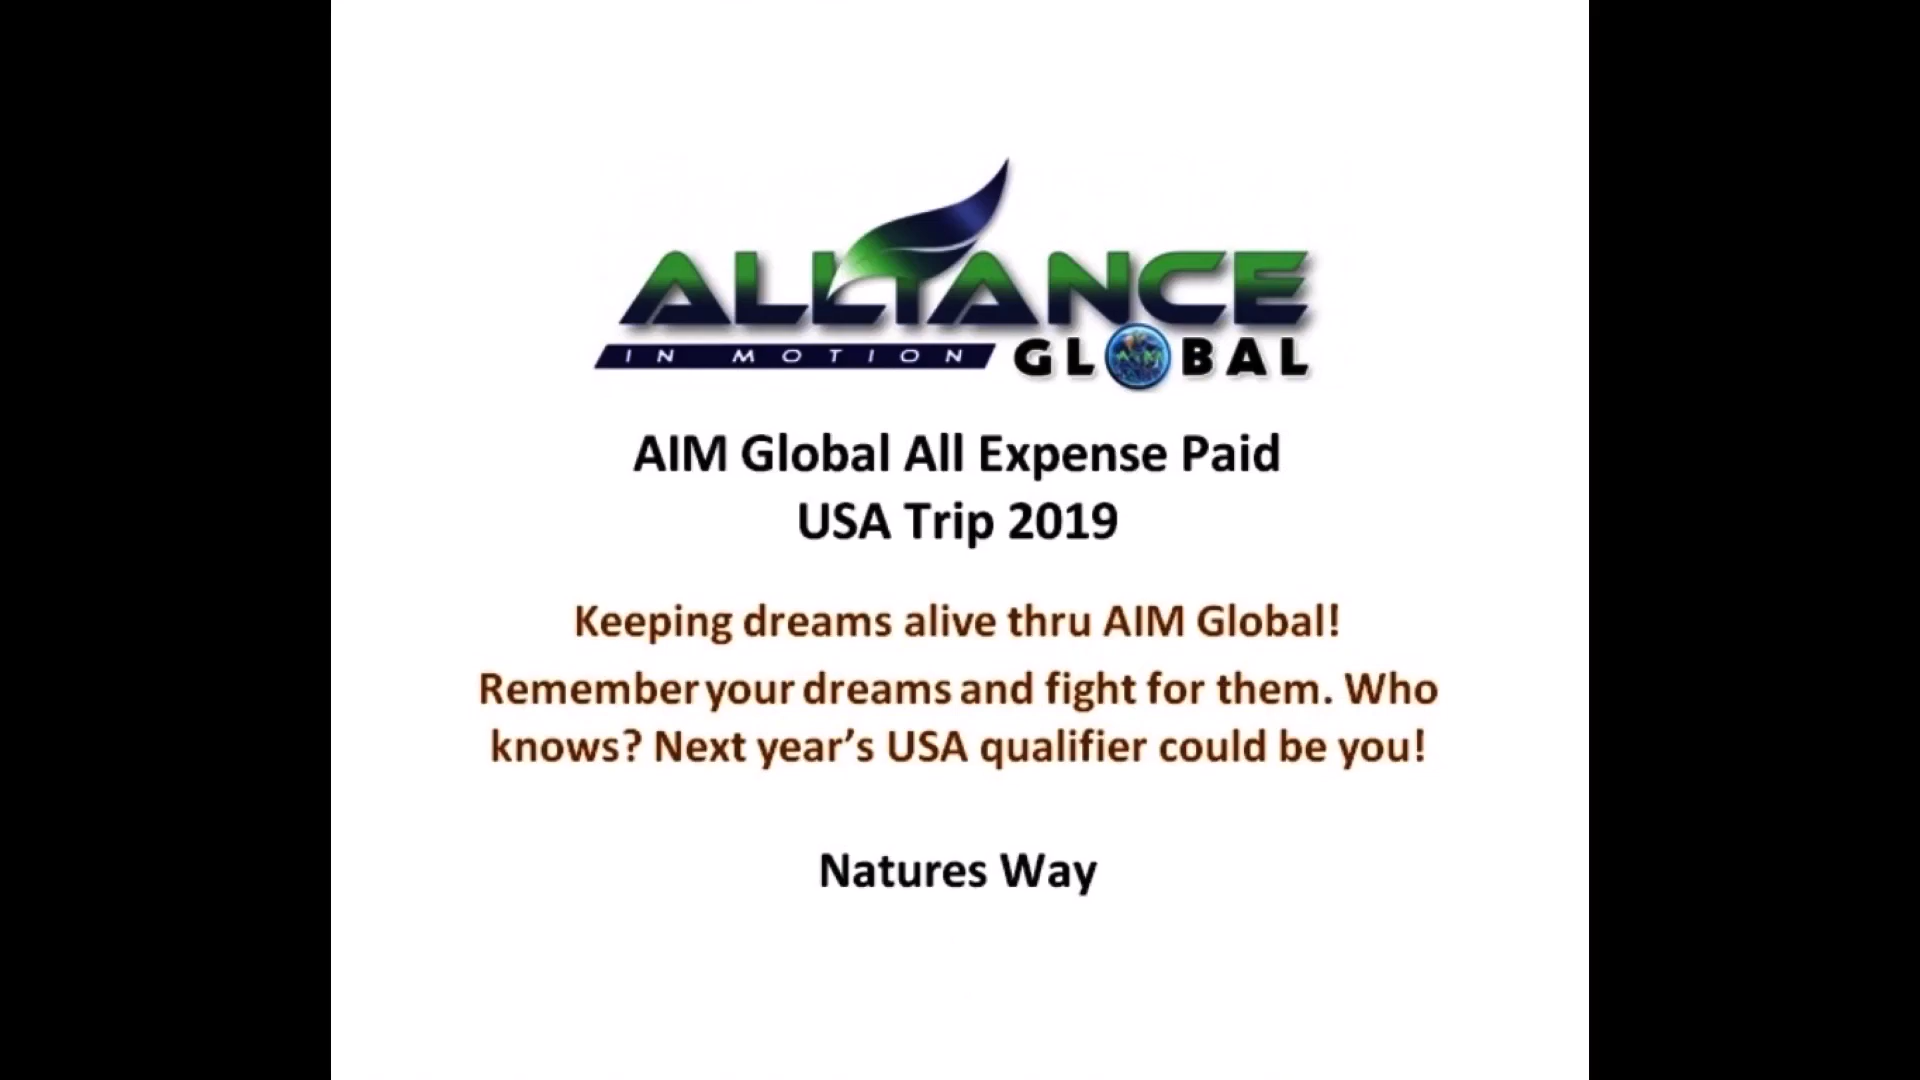 ALLIANCE
IN MOTION GLOBAL
AIM Global All Expense Paid
USA Trip 2019
Keeping dreams alive thru AIM Global!
Remember your dreams and fight for them. Who
knows? Next year's USA qualifier could be you!
Natures Way